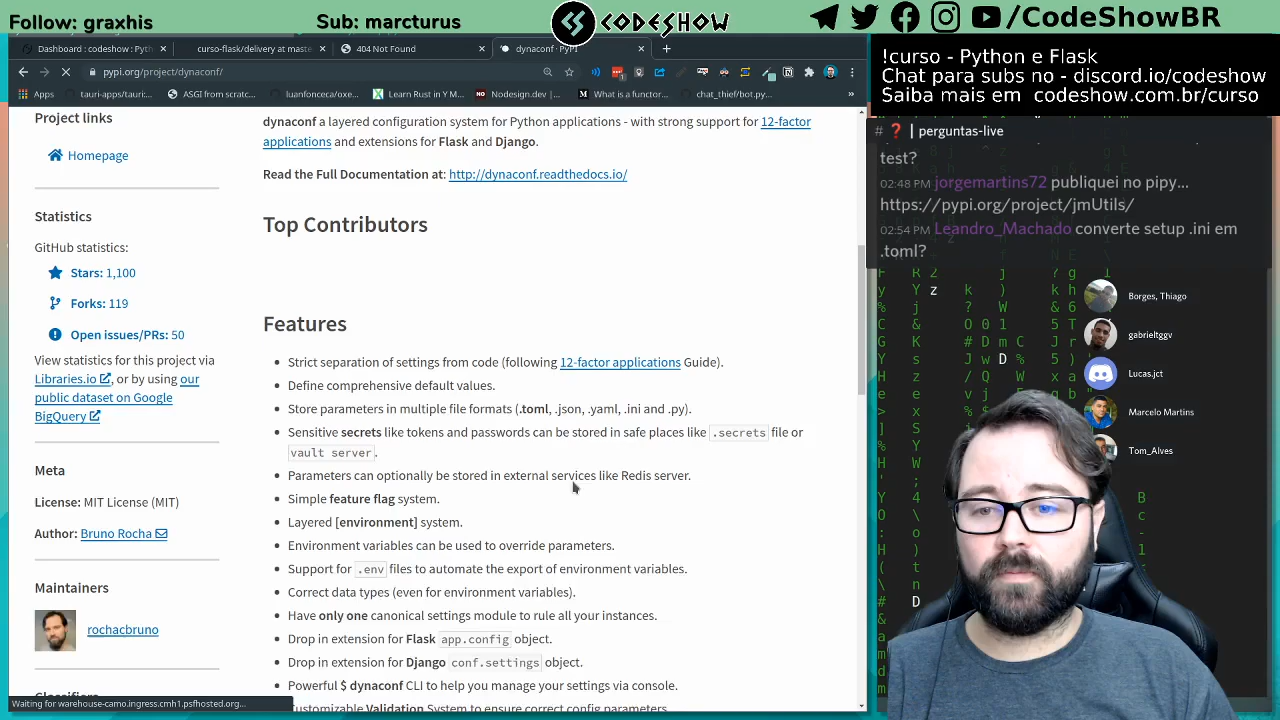 Follow: graxhis
Sub: marcturus
CODESHOW
/CodeShowBR
Dashboard : codeshow : Pyth
curso-flask/delivery at maste
404 Not Found
dynaconf · PyPI
pypi.org/project/dynaconf/
Apps
tauri-apps/tauri:...
ASGI from scratc...
luanfonceca/oxe...
Learn Rust in Y M...
Nodesign.dev |...
What is a functor...
chat_thief/bot.py...
!curso - Python e Flask
Chat para subs no - discord.io/codeshow
Saiba mais em codeshow.com.br/curso
# ❓ | perguntas-live
test?
02:48 PM jorgemartins72 publiquei no pipy...
https://pypi.org/project/jmUtils/
02:54 PM Leandro_Machado converte setup .ini em
.toml?
Borges, Thiago
gabrieltggv
Lucas.jct
Marcelo Martins
Tom_Alves
Project links
Homepage
Statistics
GitHub statistics:
Stars: 1,100
Forks: 119
Open issues/PRs: 50
View statistics for this project via
Libraries.io, or by using our
public dataset on Google
BigQuery
Meta
License: MIT License (MIT)
Author: Bruno Rocha
Maintainers
rochacbruno
dynaconf a layered configuration system for Python applications - with strong support for 12-factor
applications and extensions for Flask and Django.
Read the Full Documentation at: http://dynaconf.readthedocs.io/
Top Contributors
Features
• Strict separation of settings from code (following 12-factor applications Guide).
• Define comprehensive default values.
• Store parameters in multiple file formats (.toml, .json, .yaml, .ini and .py).
• Sensitive secrets like tokens and passwords can be stored in safe places like .secrets file or
vault server.
• Parameters can optionally be stored in external services like Redis server.
• Simple feature flag system.
• Layered [environment] system.
• Environment variables can be used to override parameters.
• Support for .env files to automate the export of environment variables.
• Correct data types (even for environment variables).
• Have only one canonical settings module to rule all your instances.
• Drop in extension for Flask app.config object.
• Drop in extension for Django conf.settings object.
• Powerful $ dynaconf CLI to help you manage your settings via console.
• Customizable Validation System to ensure correct config parameters.
Waiting for warehouse-camo.ingress.cmh1.psfhosted.org...